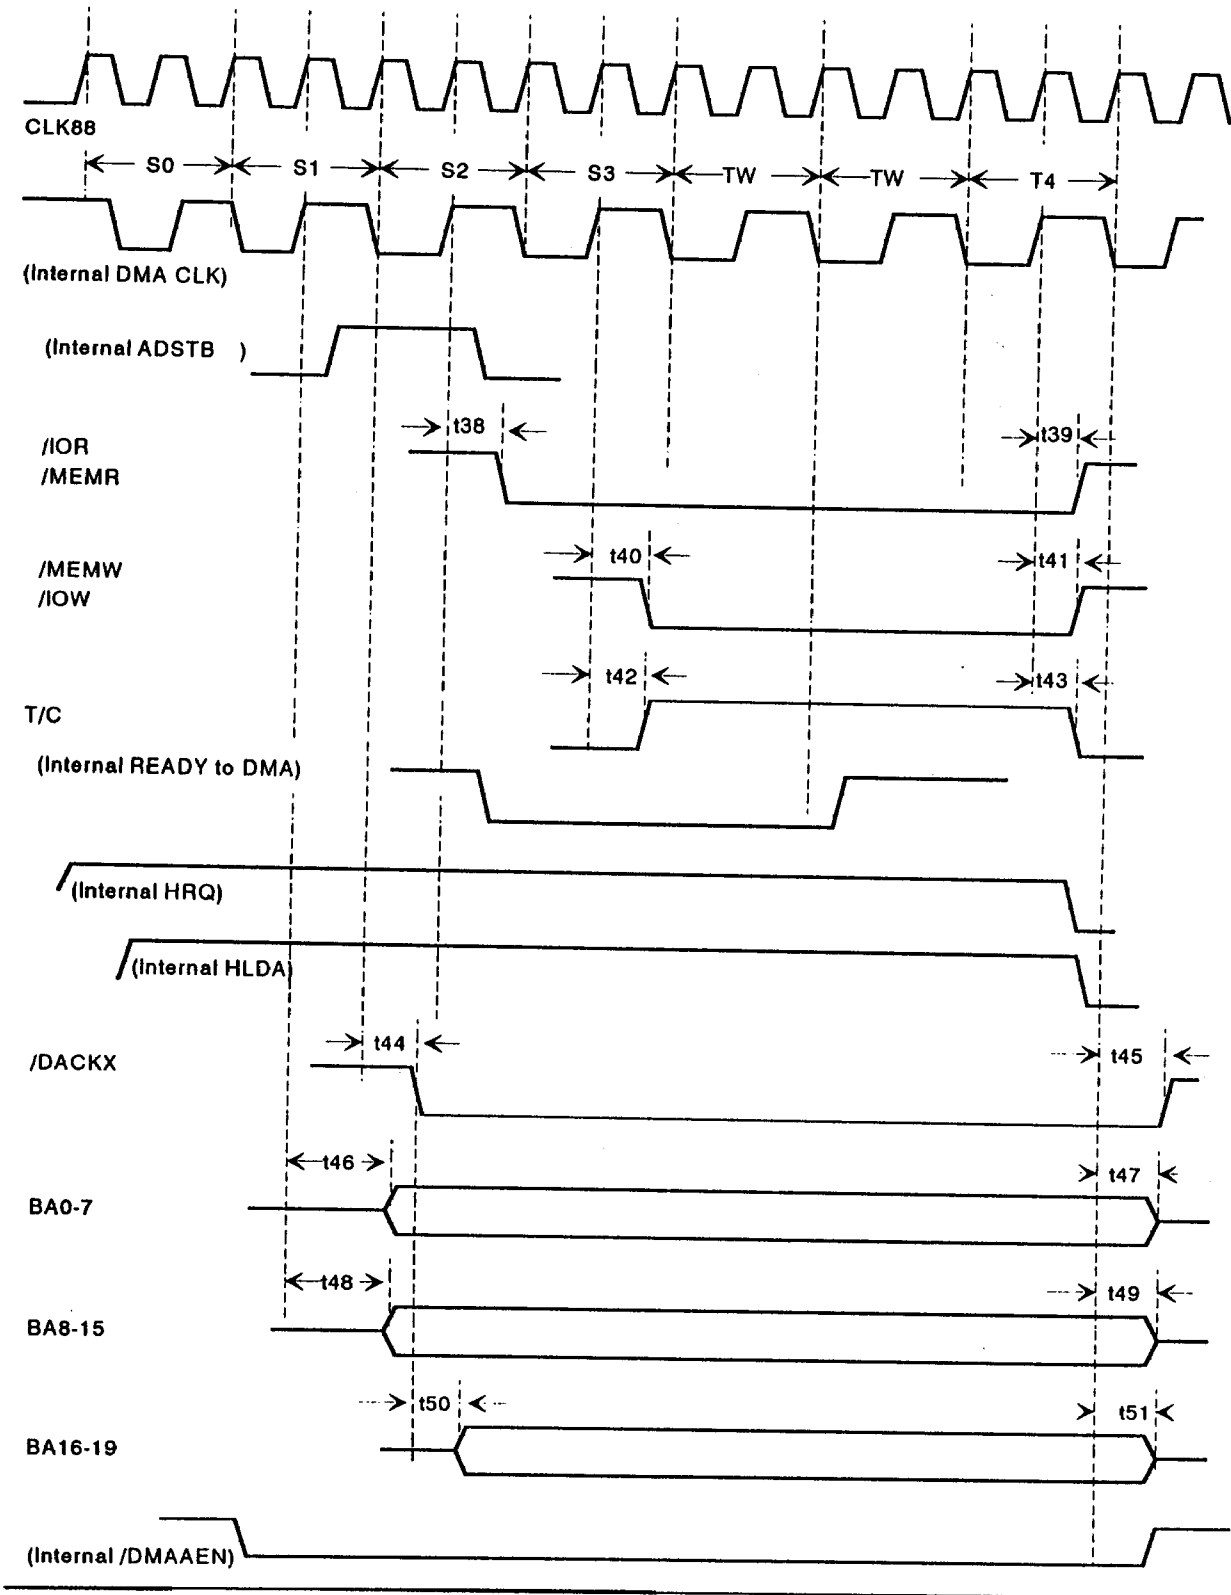 CLK88
S0 S1 S2 S3 TW TW T4
(Internal DMA CLK)
(Internal ADSTB )
t38 t39
/IOR
/MEMR
t40 t41
/MEMW
/IOW
t42 t43
T/C
(Internal READY to DMA)
(Internal HRQ)
(Internal HLDA)
t44 t45
/DACKX
t46 t47
BA0-7
t48 t49
BA8-15
t50 t51
BA16-19
(Internal /DMAAEN)